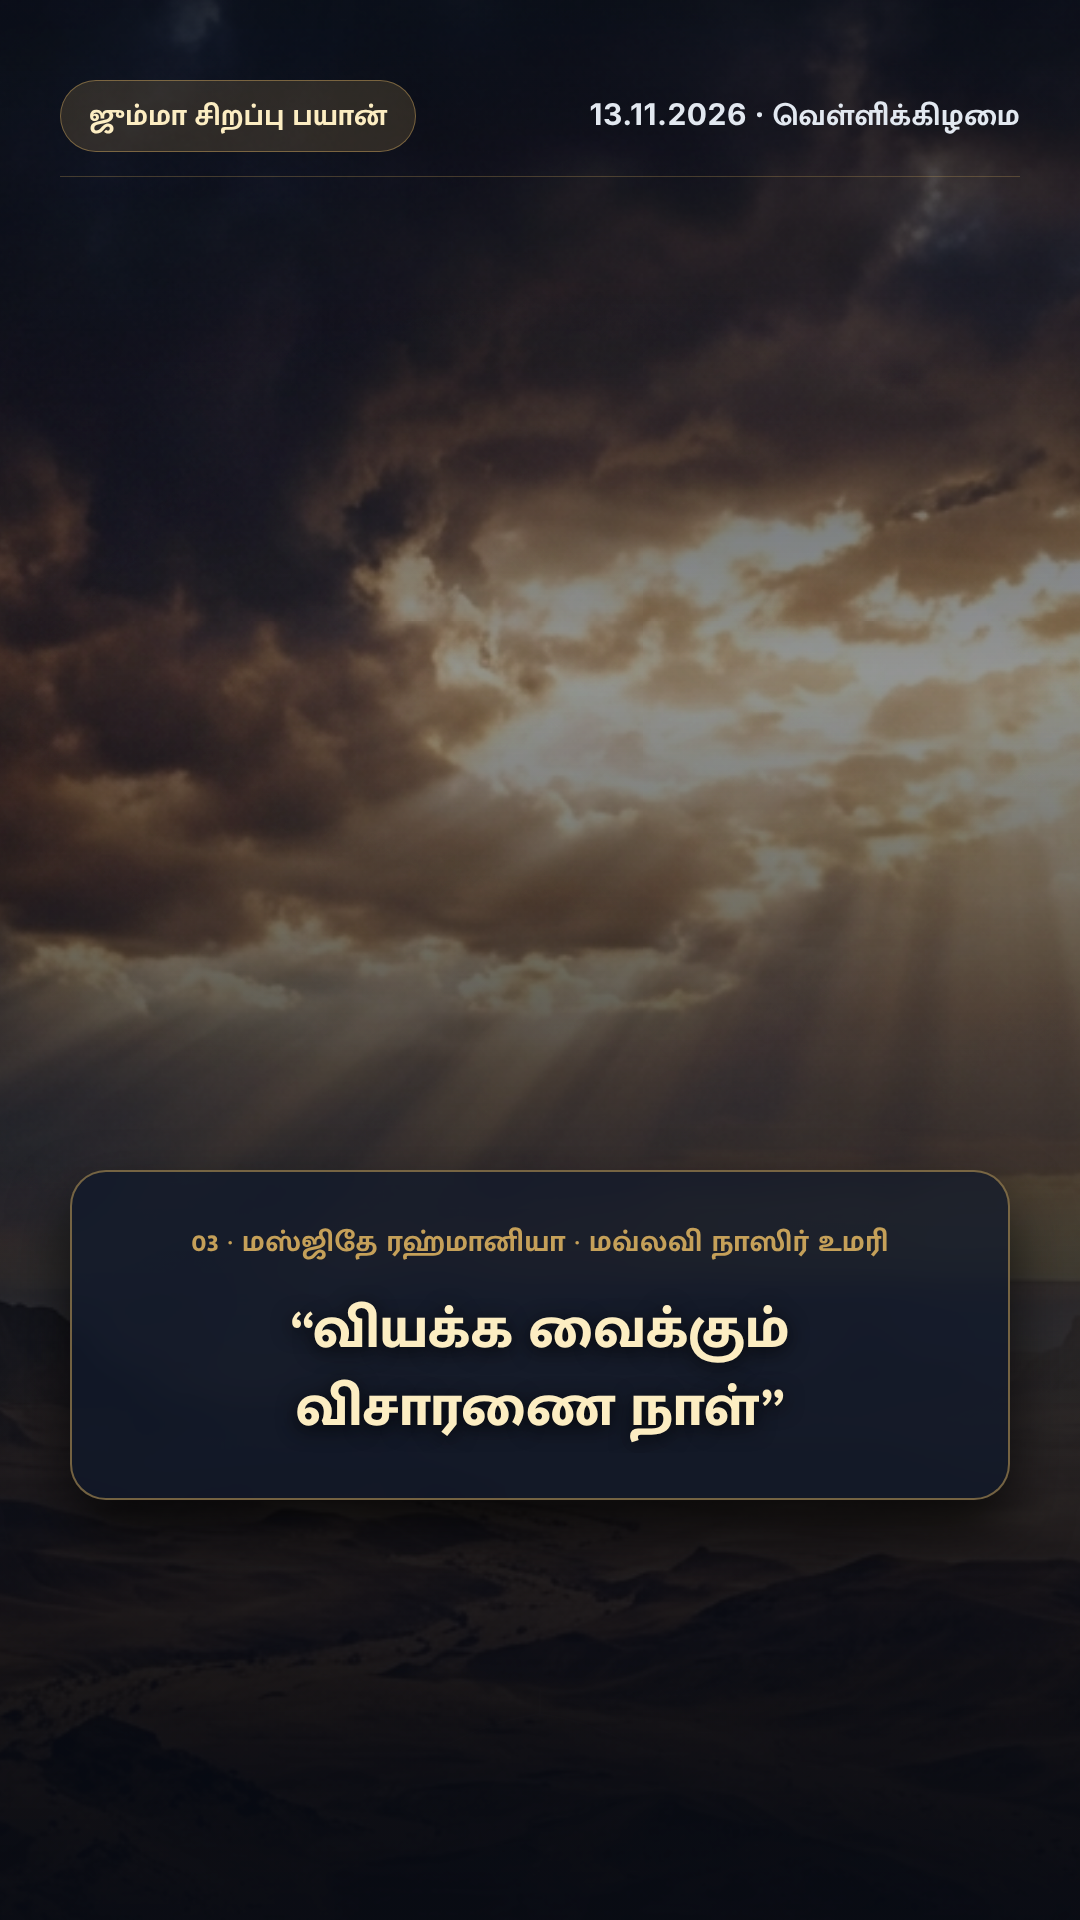 ஜும்மா சிறப்பு பயான்
13.11.2026 · வெள்ளிக்கிழமை
03 · மஸ்ஜிதே ரஹ்மானியா · மவ்லவி நாஸிர் உமரி
“வியக்க வைக்கும்
விசாரணை நாள்”